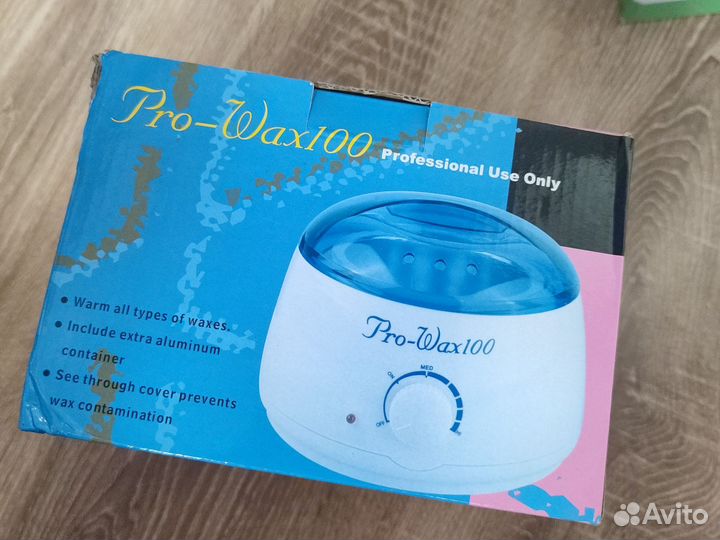 Pro-Wax100
Professional Use Only
• Warm all types of waxes.
• Include extra aluminum
container
• See through cover prevents
wax contamination
Pro-Wax100
MED
ON
OFF
Avito